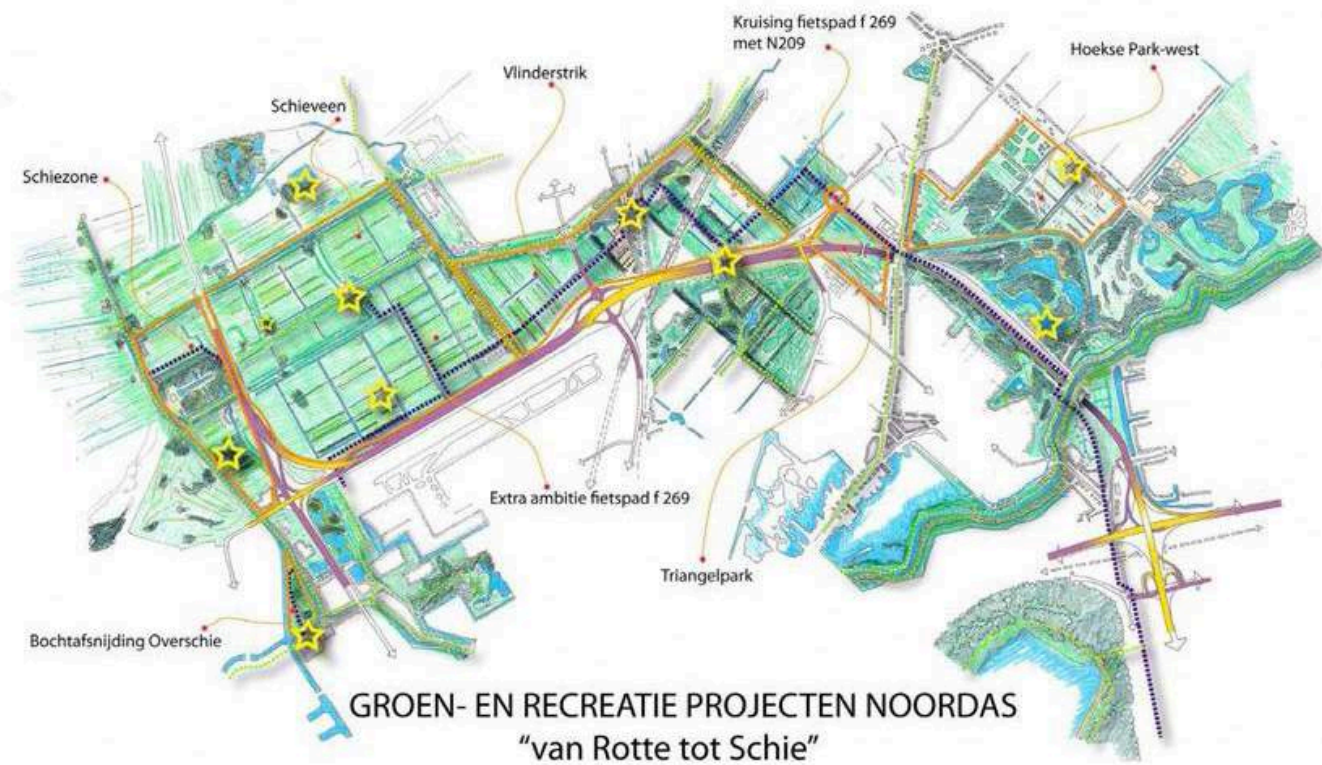 Kruising fietspad f 269
met N209
Hoekse Park-west
Vlinderstrik
Schieveen
Schiezone
Extra ambitie fietspad f 269
Triangelpark
Bochtafsnijding Overschie
GROEN- EN RECREATIE PROJECTEN NOORDAS
“van Rotte tot Schie”